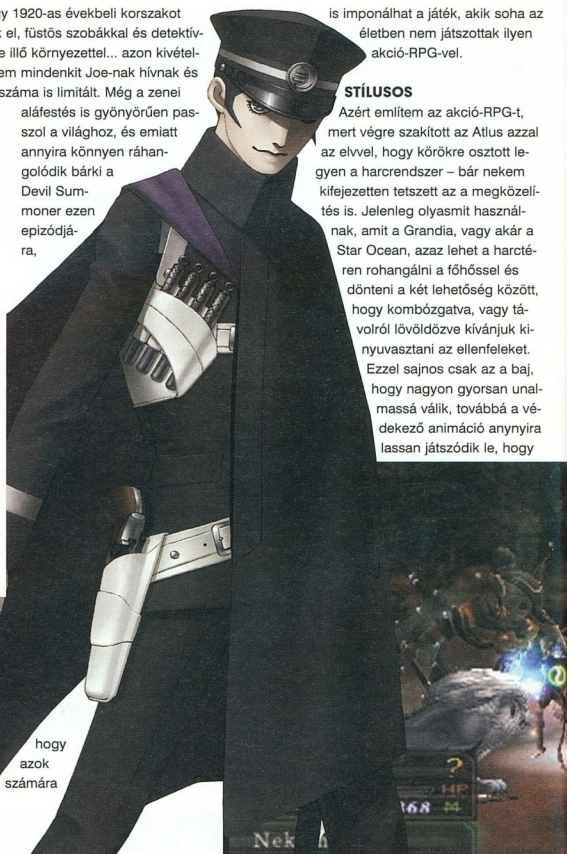 gy 1920-as évekbeli korszakot
el, füstös szobákkal és detektív-
e illő környezettel... azon kivétel-
em mindenkit Joe-nak hívnak és
száma is limitált. Még a zenei
aláfestés is gyönyörűen pas-
szol a világhoz, és emiatt
annyira könnyen ráhan-
golódik bárki a
Devil Sum-
moner ezen
epizódjá-
ra,
hogy
azok
számára
is imponálhat a játék, akik soha az
életben nem játszottak ilyen
akció-RPG-vel.
STÍLUSOS
Azért említem az akció-RPG-t,
mert végre szakított az Atlus azzal
az elvvel, hogy körökre osztott le-
gyen a harcrendszer – bár nekem
kifejezetten tetszett az a megközelí-
tés is. Jelenleg olyasmit használ-
nak, amit a Grandia, vagy akár a
Star Ocean, azaz lehet a harcté-
ren rohangálni a főhőssel és
dönteni a két lehetőség között,
hogy kombózgatva, vagy tá-
volról lövöldözve kívánjuk ki-
nyuvasztani az ellenfeleket.
Ezzel sajnos csak az a baj,
hogy nagyon gyorsan unal-
massá válik, továbbá a vé-
dekező animáció anynyira
lassan játszódik le, hogy
?
HP
368